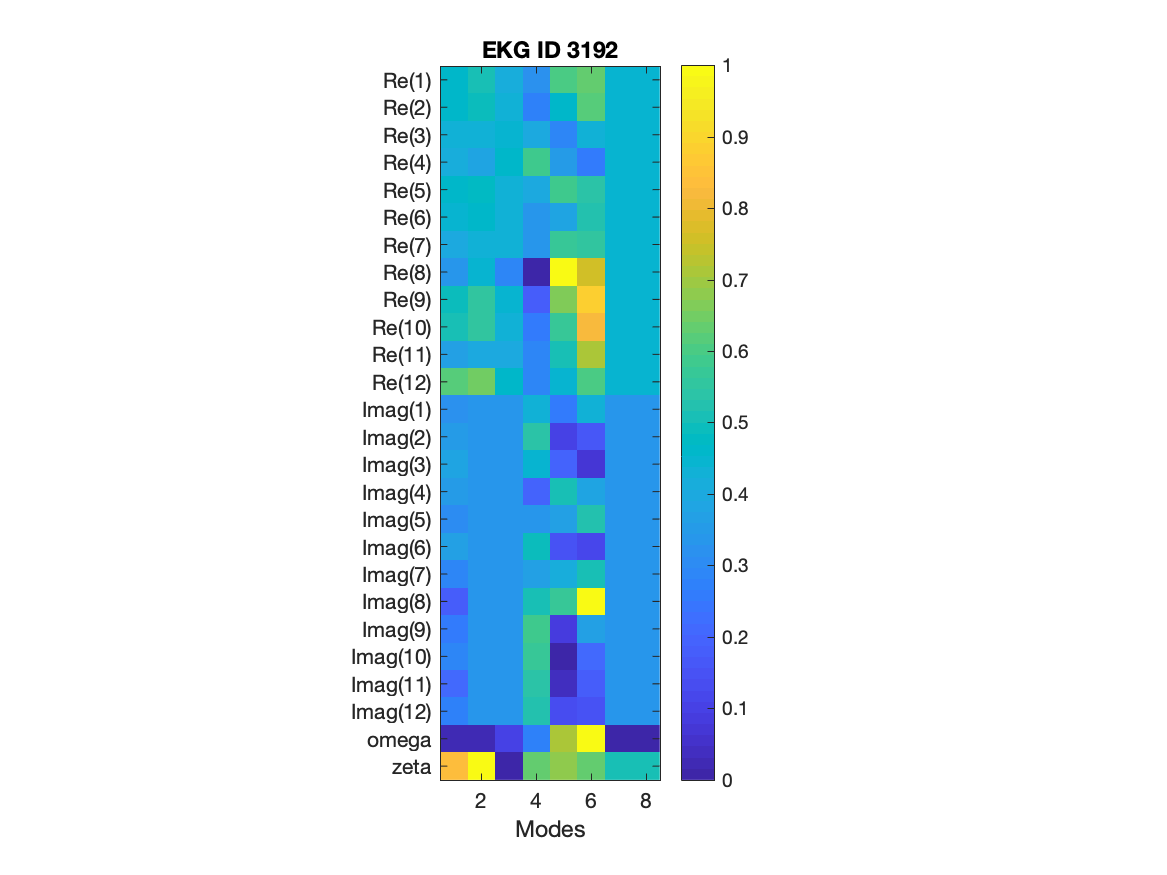 EKG ID 3192
Re(1)
Re(2)
Re(3)
Re(4)
Re(5)
Re(6)
Re(7)
Re(8)
Re(9)
Re(10)
Re(11)
Re(12)
Imag(1)
Imag(2)
Imag(3)
Imag(4)
Imag(5)
Imag(6)
Imag(7)
Imag(8)
Imag(9)
Imag(10)
Imag(11)
Imag(12)
omega
zeta
2 4 6 8
Modes
1
0.9
0.8
0.7
0.6
0.5
0.4
0.3
0.2
0.1
0